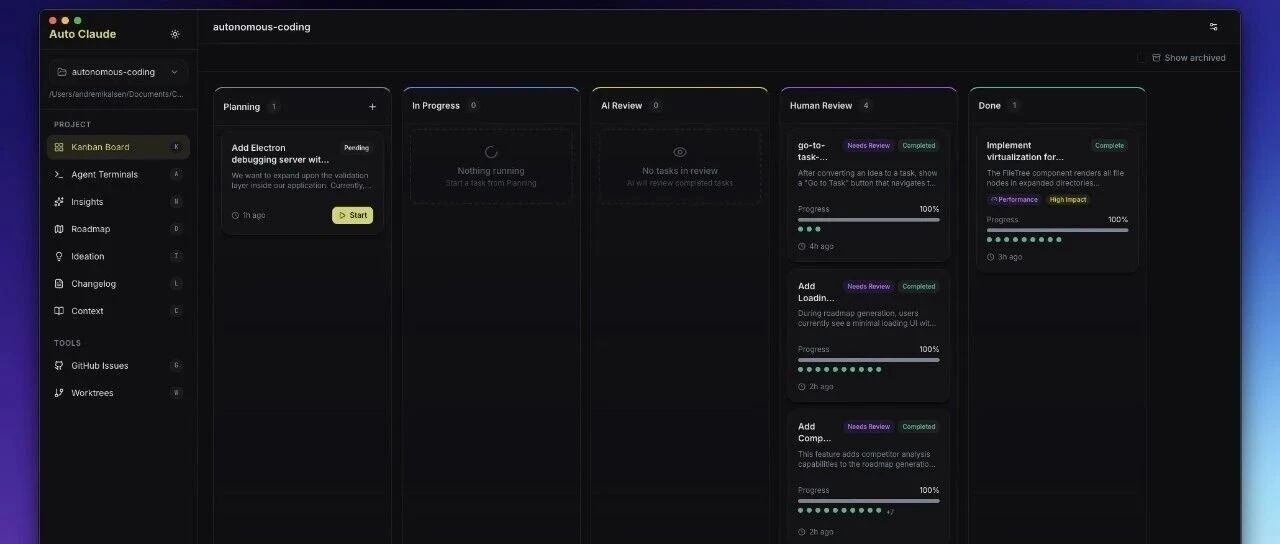 Auto Claude
autonomous-coding
/Users/andremikalsen/Documents/C...
PROJECT
Kanban Board K
Agent Terminals A
Insights N
Roadmap D
Ideation I
Changelog L
Context C
TOOLS
GitHub Issues G
Worktrees W
autonomous-coding
Show archived
Planning 1
Add Electron Pending
debugging server wit...
We want to expand upon the validation
layer inside our application. Currently,...
1h ago Start
In Progress 0
Nothing running
Start a task from Planning
AI Review 0
No tasks in review
AI will review completed tasks
Human Review 4
go-to- Needs Review Completed
task-...
After converting an idea to a task, show
a "Go to Task" button that navigates t...
Progress 100%
4h ago
Add Needs Review Completed
Loadin...
During roadmap generation, users
currently see a minimal loading UI wit...
Progress 100%
2h ago
Add Needs Review Completed
Comp...
This feature adds competitor analysis
capabilities to the roadmap generatio...
Progress 100%
+7
2h ago
Done 1
Implement Complete
virtualization for...
The FileTree component renders all file
nodes in expanded directories...
Performance High Impact
Progress 100%
3h ago